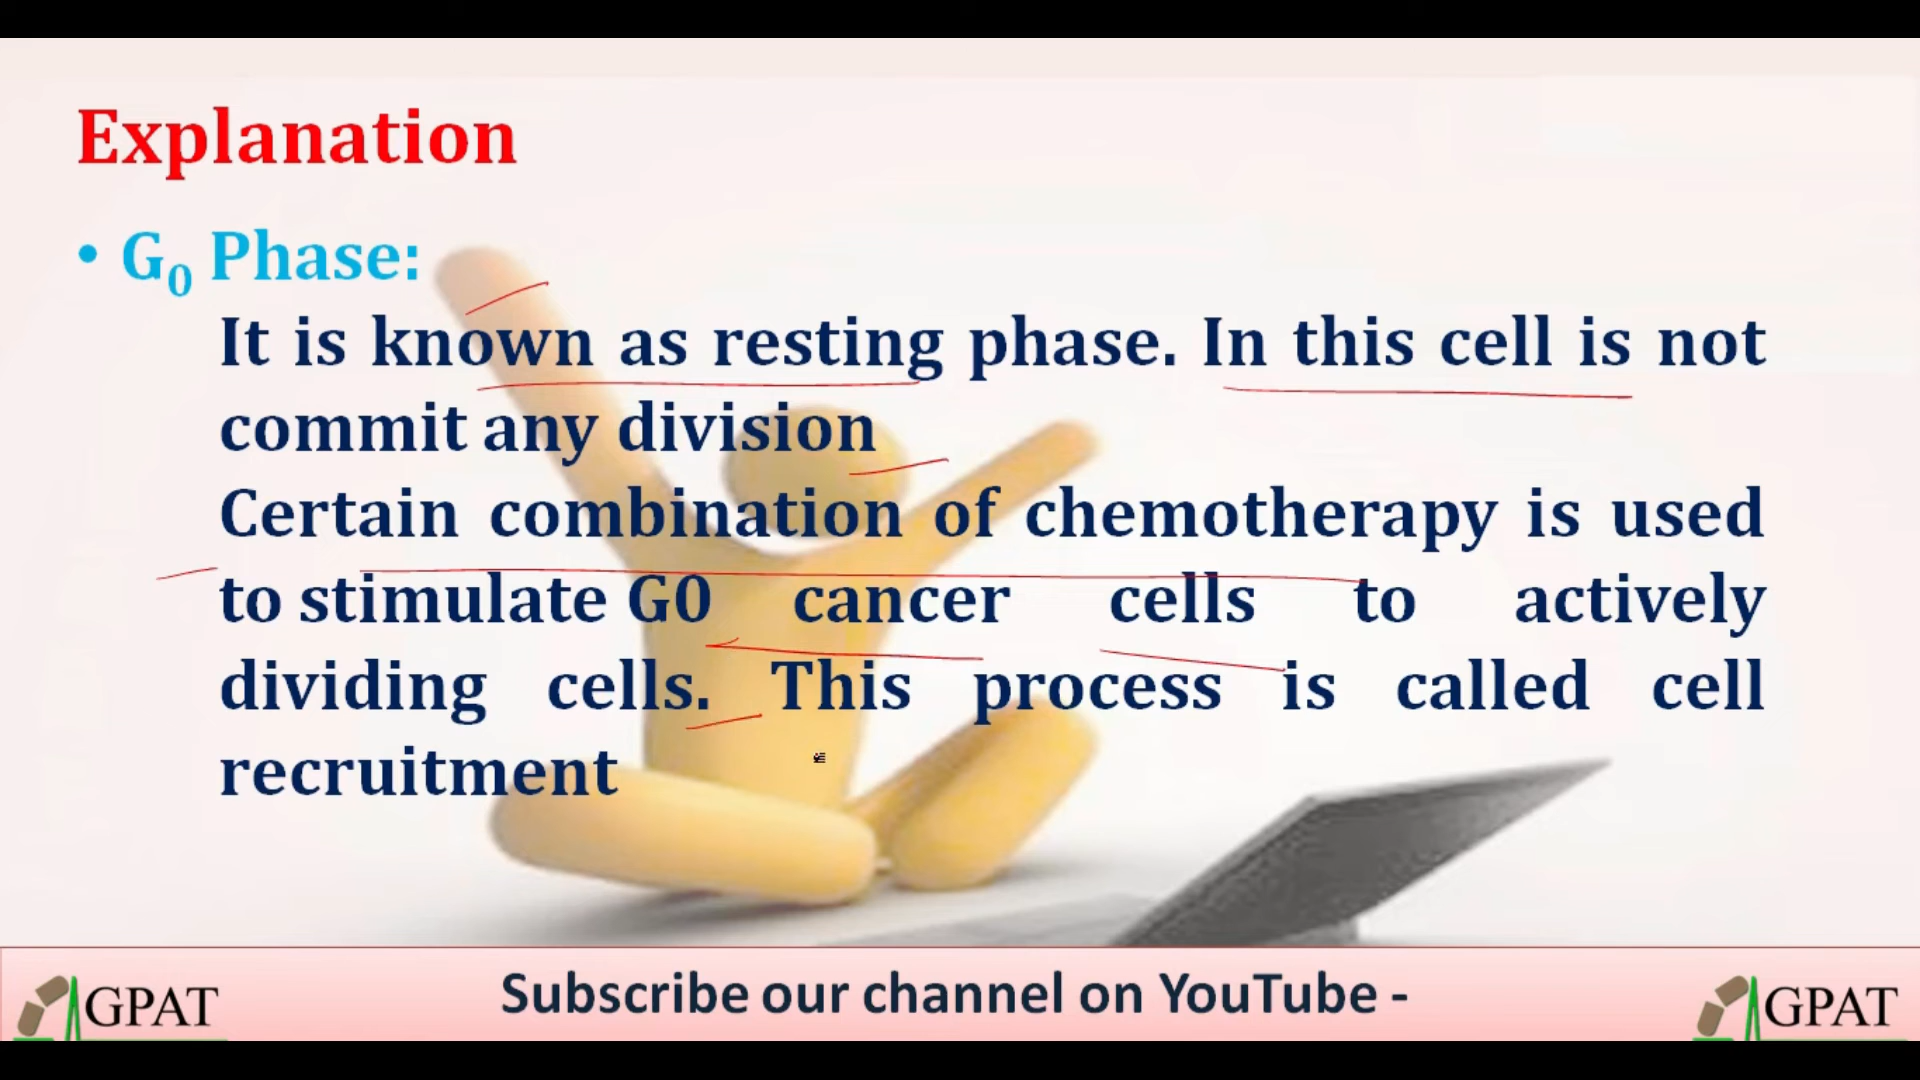 Explanation
• G₀ Phase:
It is known as resting phase. In this cell is not
commit any division
Certain combination of chemotherapy is used
to stimulate G0 cancer cells to actively
dividing cells. This process is called cell
recruitment
GPAT
Subscribe our channel on YouTube -
GPAT